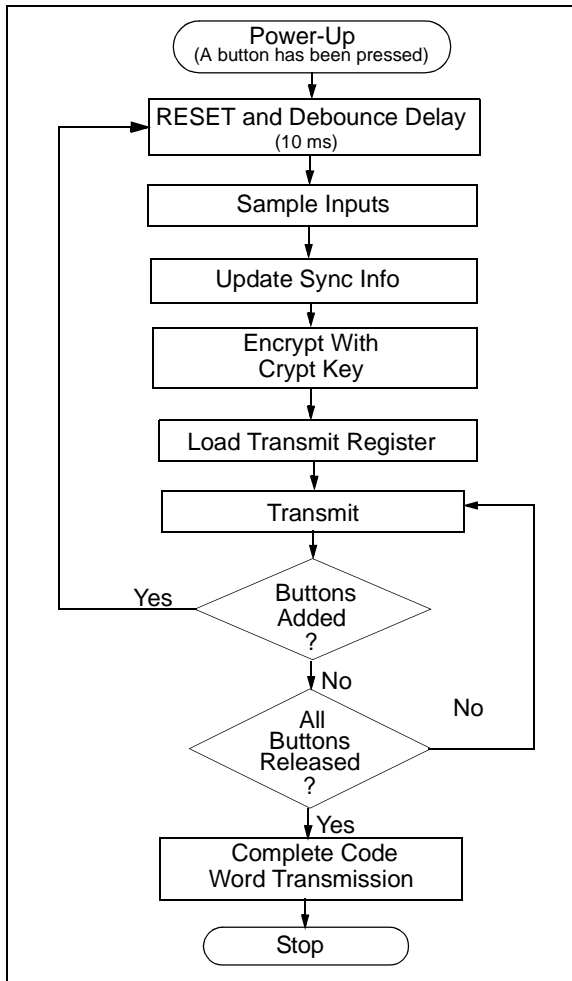 Power-Up
(A button has been pressed)
RESET and Debounce Delay
(10 ms)
Sample Inputs
Update Sync Info
Encrypt With
Crypt Key
Load Transmit Register
Transmit
Yes
Buttons
Added
?
No
All
Buttons
Released
?
No
Yes
Complete Code
Word Transmission
Stop